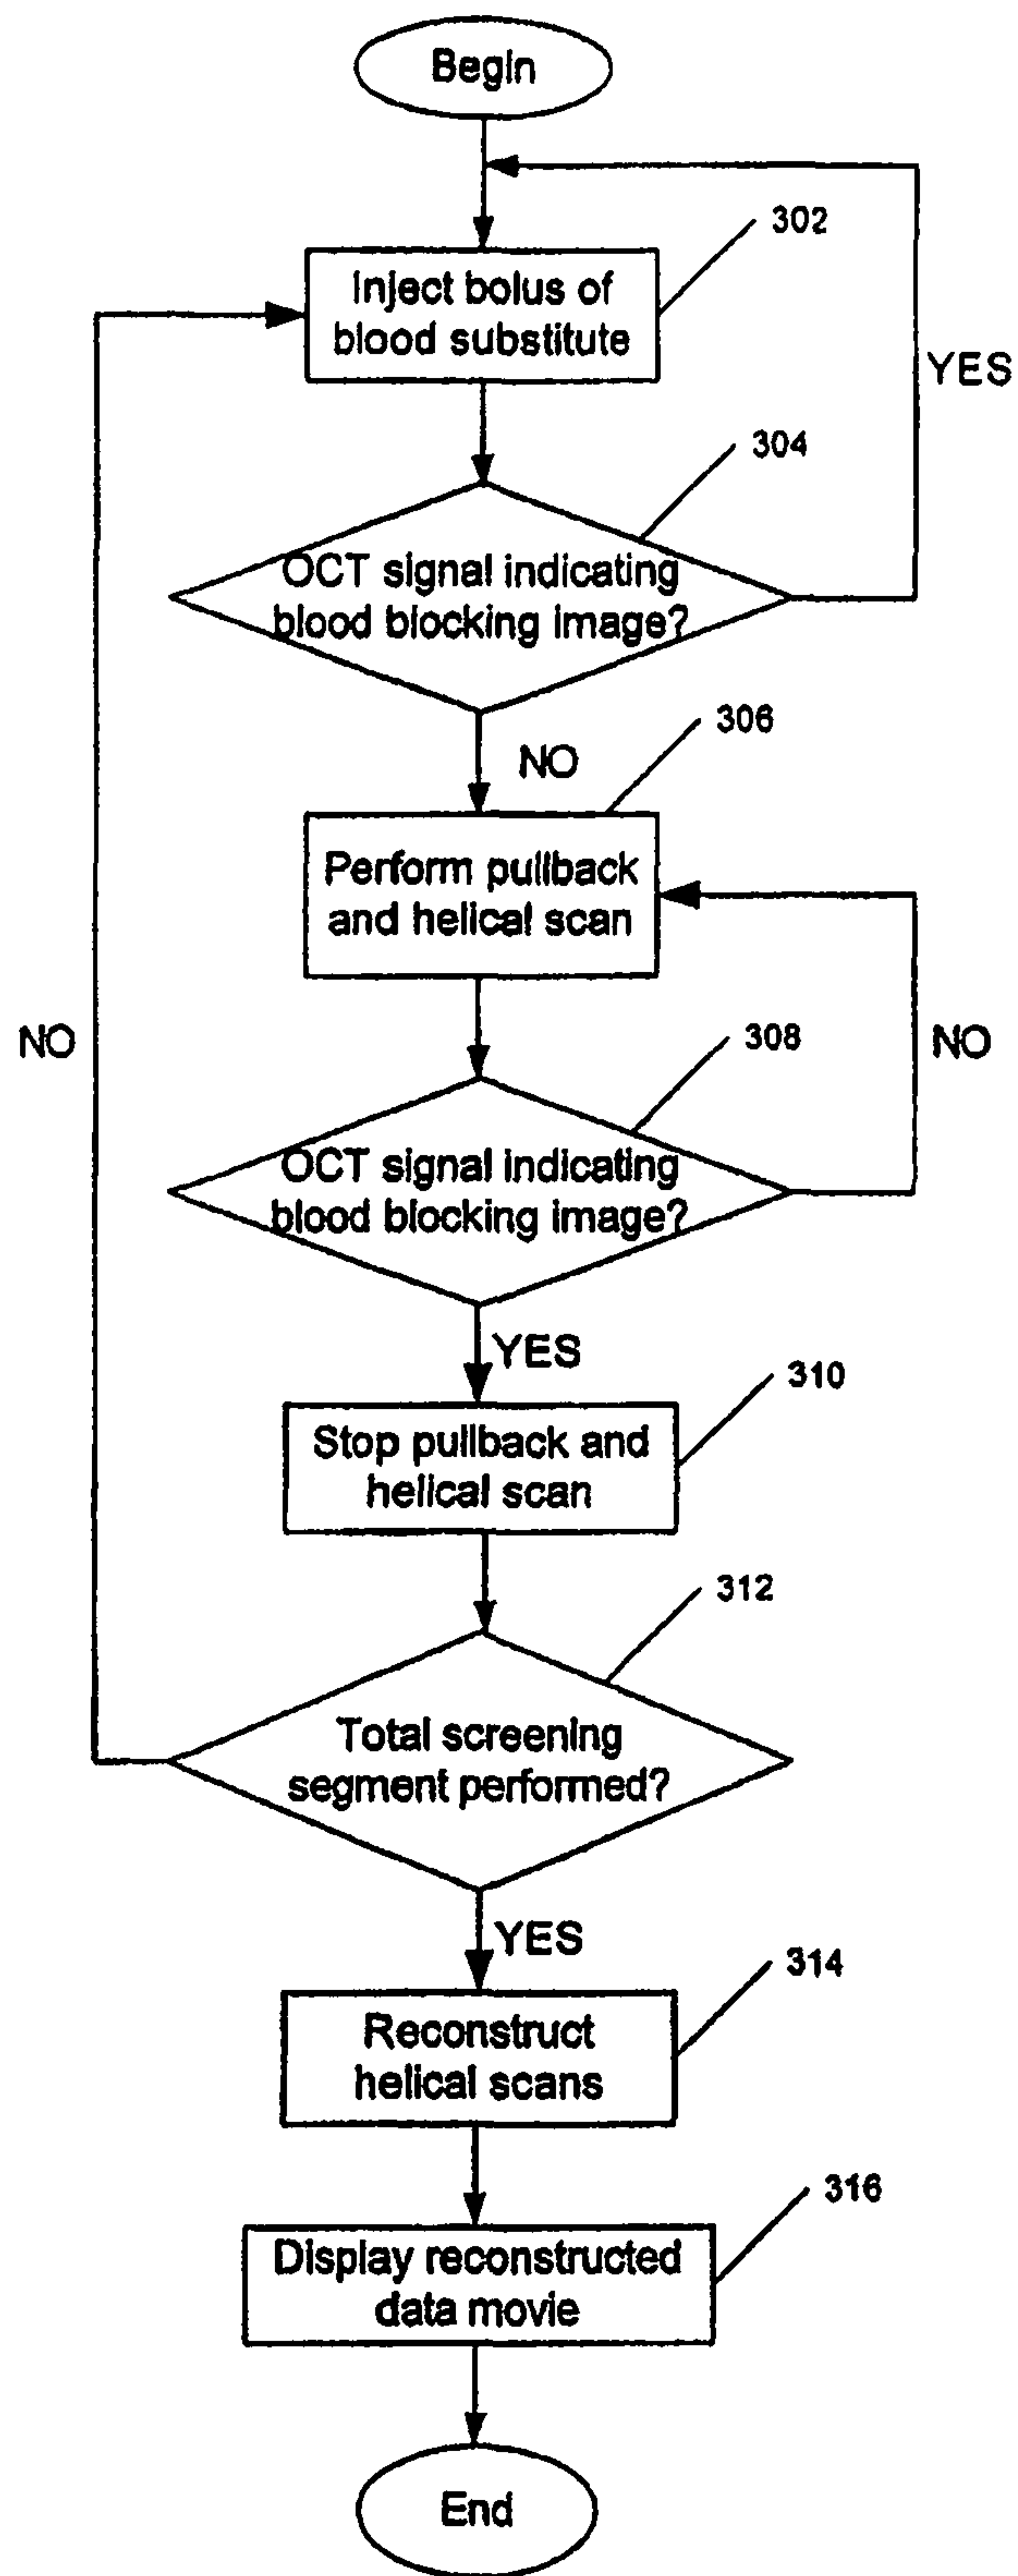 Begin
302
Inject bolus of
blood substitute
YES
304
OCT signal indicating
blood blocking image?
306
NO
Perform pullback
and helical scan
NO
308
NO
OCT signal indicating
blood blocking image?
YES
310
Stop pullback and
helical scan
312
Total screening
segment performed?
YES
314
Reconstruct
helical scans
316
Display reconstructed
data movie
End